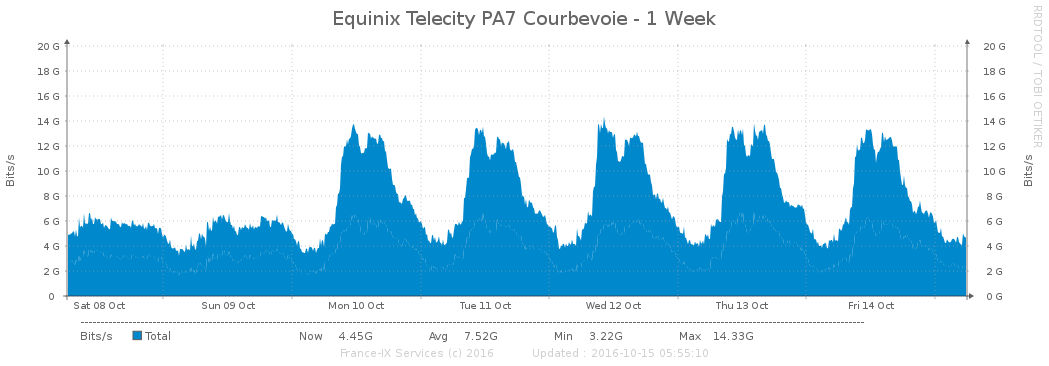 Equinix Telecity PA7 Courbevoie - 1 Week
RRDTOOL / TOBI OETIKER
Bits/s
20 G
18 G
16 G
14 G
12 G
10 G
8 G
6 G
4 G
2 G
0
20 G
18 G
16 G
14 G
12 G
10 G
8 G
6 G
4 G
2 G
0 G
Bits/s
Sat 08 Oct Sun 09 Oct Mon 10 Oct Tue 11 Oct Wed 12 Oct Thu 13 Oct Fri 14 Oct
Bits/s Total Now 4.45G Avg 7.52G Min 3.22G Max 14.33G
France-IX Services (c) 2016 Updated : 2016-10-15 05:55:10